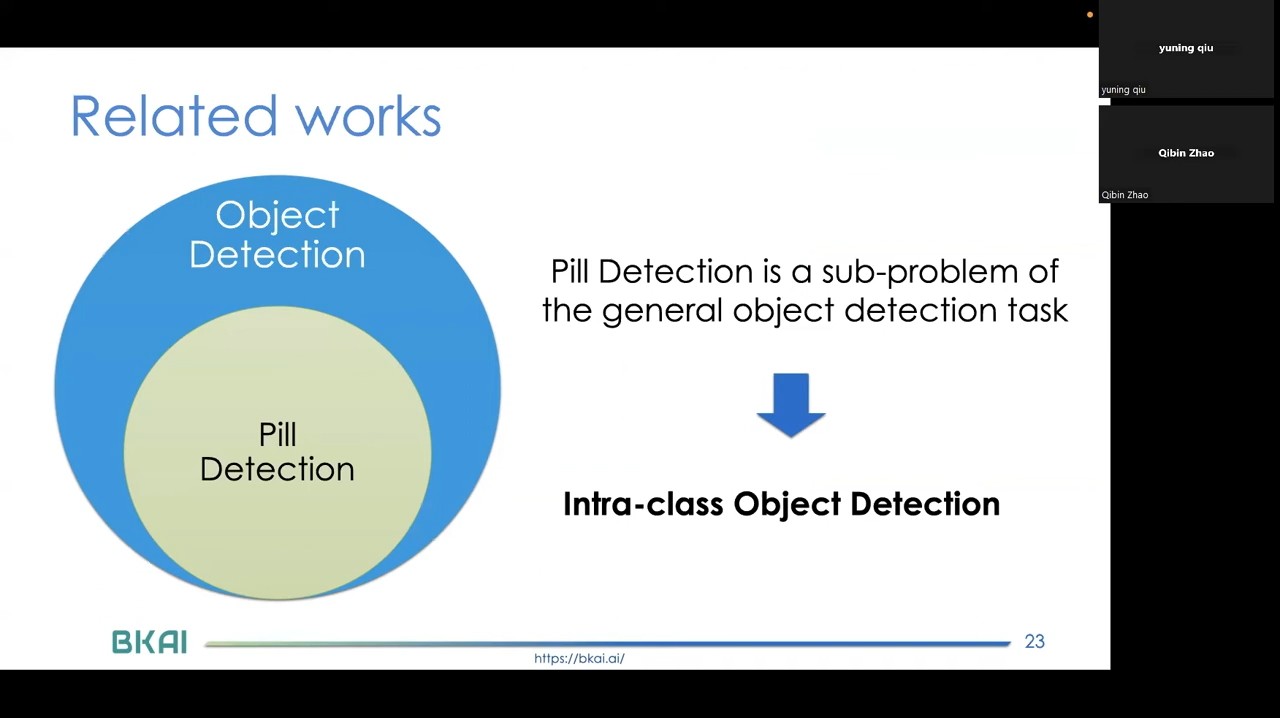 Related works
Object
Detection
Pill
Detection
Pill Detection is a sub-problem of
the general object detection task
Intra-class Object Detection
BKAI
https://bkai.ai/
23
yuning qiu
yuning qiu
Qibin Zhao
Qibin Zhao